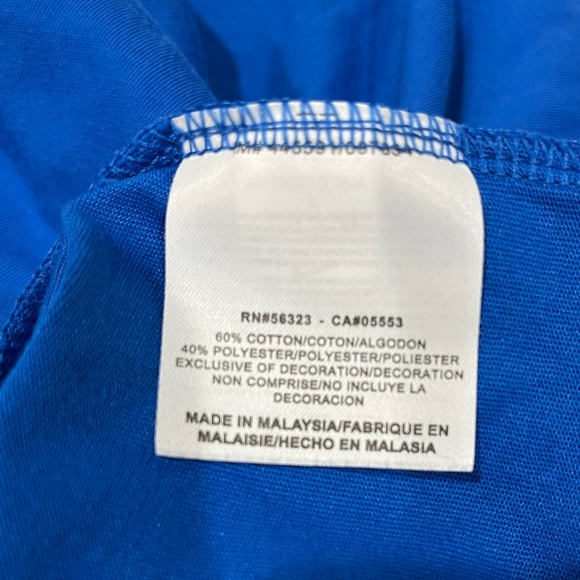 RN#56323 - CA#05553
60% COTTON/COTON/ALGODON
40% POLYESTER/POLYESTER/POLIESTER
EXCLUSIVE OF DECORATION/DECORATION
NON COMPRISE/NO INCLUYE LA
DECORACION
MADE IN MALAYSIA/FABRIQUE EN
MALAISIE/HECHO EN MALASIA